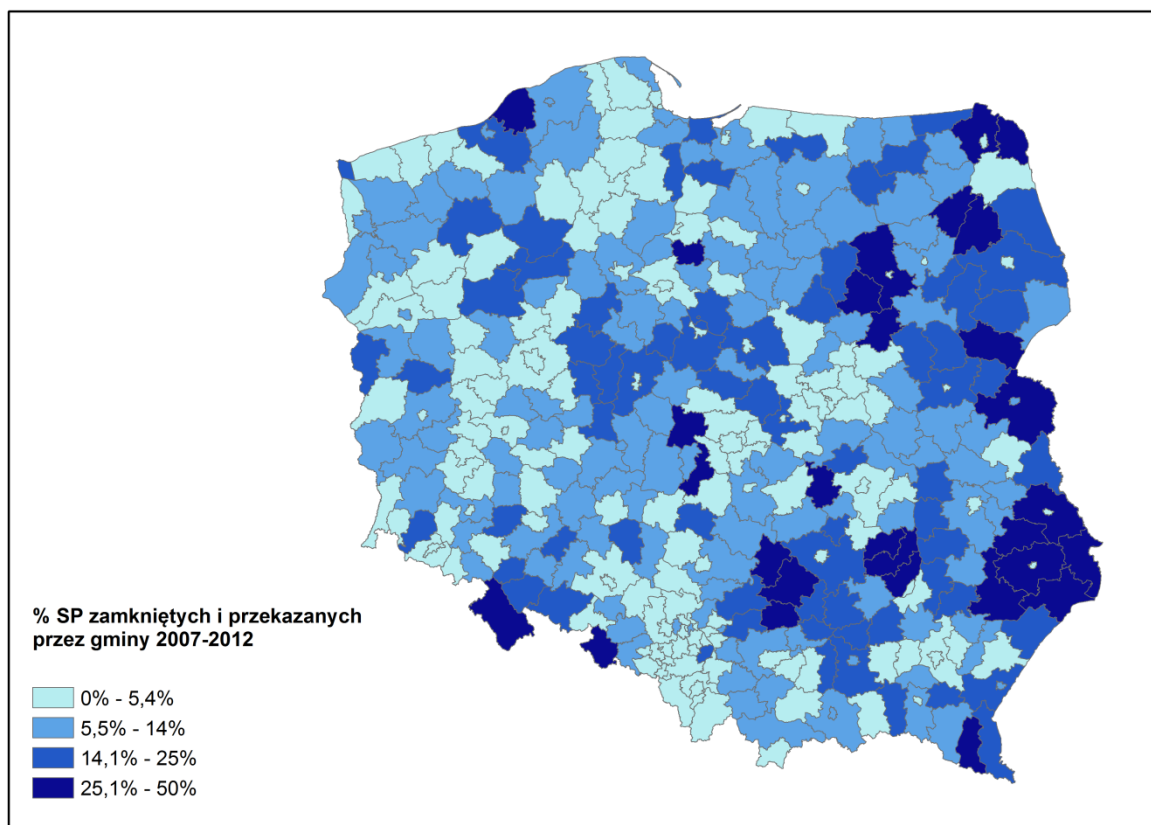 % SP zamkniętych i przekazanych
przez gminy 2007-2012
0% - 5,4%
5,5% - 14%
14,1% - 25%
25,1% - 50%